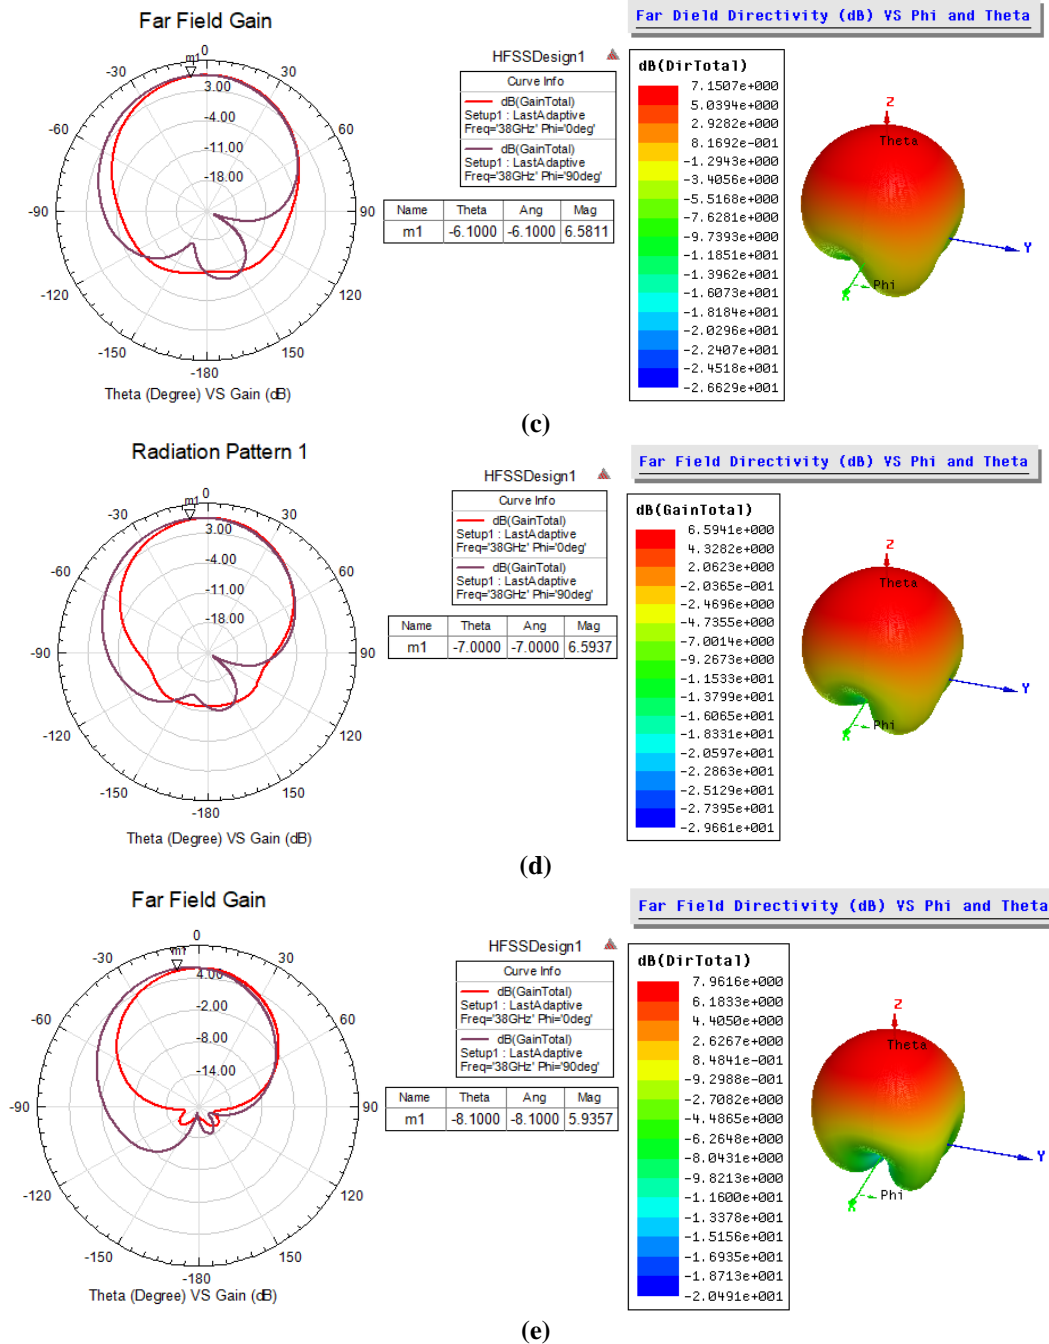 Far Field Gain
0
m1
-30
30
3.00
-60
60
-4.00
-11.00
-18.00
-90
90
-120
120
-150
150
-180
Theta (Degree) VS Gain (dB)
HFSSDesign1
Curve Info
dB(GainTotal)
Setup1 : LastAdaptive
Freq='38GHz' Phi='0deg'
dB(GainTotal)
Setup1 : LastAdaptive
Freq='38GHz' Phi='90deg'
Name Theta Ang Mag
m1 -6.1000 -6.1000 6.5811
Far Dield Directivity (dB) VS Phi and Theta
dB(DirTotal)
7.1507e+000
5.0394e+000
2.9282e+000
8.1692e-001
-1.2943e+000
-3.4056e+000
-5.5168e+000
-7.6281e+000
-9.7393e+000
-1.1851e+001
-1.3962e+001
-1.6073e+001
-1.8184e+001
-2.0296e+001
-2.2407e+001
-2.4518e+001
-2.6629e+001
Z
Theta
Y
Phi
X
(c)
Radiation Pattern 1
0
m1
-30
30
3.00
-60
60
-4.00
-11.00
-18.00
-90
90
-120
120
-150
150
-180
Theta (Degree) VS Gain (dB)
HFSSDesign1
Curve Info
dB(GainTotal)
Setup1 : LastAdaptive
Freq='38GHz' Phi='0deg'
dB(GainTotal)
Setup1 : LastAdaptive
Freq='38GHz' Phi='90deg'
Name Theta Ang Mag
m1 -7.0000 -7.0000 6.5937
Far Field Directivity (dB) VS Phi and Theta
dB(GainTotal)
6.5941e+000
4.3282e+000
2.0623e+000
-2.0365e-001
-2.4696e+000
-4.7355e+000
-7.0014e+000
-9.2673e+000
-1.1533e+001
-1.3799e+001
-1.6065e+001
-1.8331e+001
-2.0597e+001
-2.2863e+001
-2.5129e+001
-2.7395e+001
-2.9661e+001
Z
Theta
Y
Phi
X
(d)
Far Field Gain
0
m1
-30
30
4.00
-60
60
-2.00
-8.00
-14.00
-90
90
-120
120
-150
150
-180
Theta (Degree) VS Gain (dB)
HFSSDesign1
Curve Info
dB(GainTotal)
Setup1 : LastAdaptive
Freq='38GHz' Phi='0deg'
dB(GainTotal)
Setup1 : LastAdaptive
Freq='38GHz' Phi='90deg'
Name Theta Ang Mag
m1 -8.1000 -8.1000 5.9357
Far Field Directivity (dB) VS Phi and Theta
dB(DirTotal)
7.9616e+000
6.1833e+000
4.4050e+000
2.6267e+000
8.4841e-001
-9.2988e-001
-2.7082e+000
-4.4865e+000
-6.2648e+000
-8.0431e+000
-9.8213e+000
-1.1600e+001
-1.3378e+001
-1.5156e+001
-1.6935e+001
-1.8713e+001
-2.0491e+001
Z
Theta
Y
Phi
X
(e)